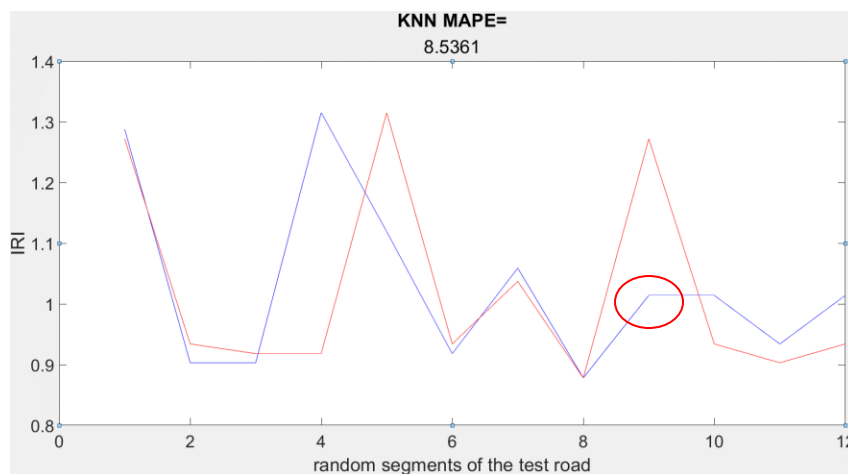 KNN MAPE=
8.5361
1.4
1.3
1.2
1.1
1
0.9
0.8
IRI
0 2 4 6 8 10 12
random segments of the test road